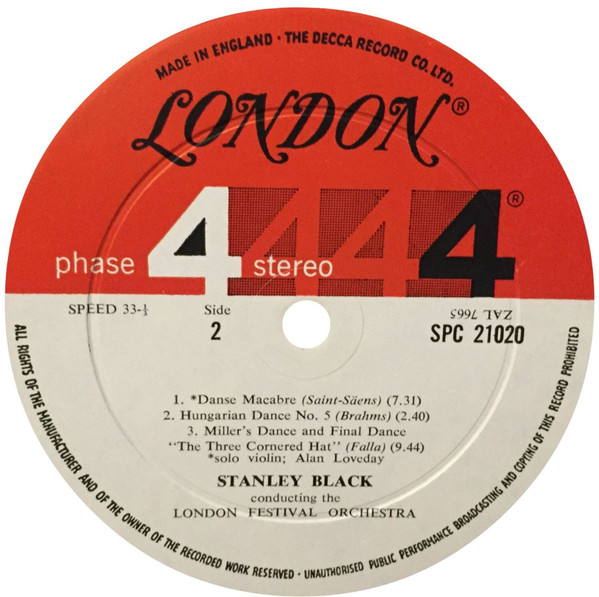 MADE IN ENGLAND · THE DECCA RECORD CO. LTD.
LONDON®
phase 4 stereo 4 4 4®
SPEED 33-⅓
Side
2
ZAL 7665
SPC 21020
1. *Danse Macabre (Saint-Säens) (7.31)
2. Hungarian Dance No. 5 (Brahms) (2.40)
3. Miller's Dance and Final Dance
"The Three Cornered Hat" (Falla) (9.44)
*solo violin; Alan Loveday
STANLEY BLACK
conducting the
LONDON FESTIVAL ORCHESTRA
ALL RIGHTS OF THE MANUFACTURER AND OF THE OWNER OF THE RECORDED WORK RESERVED · UNAUTHORISED PUBLIC PERFORMANCE BROADCASTING AND COPYING OF THIS RECORD PROHIBITED